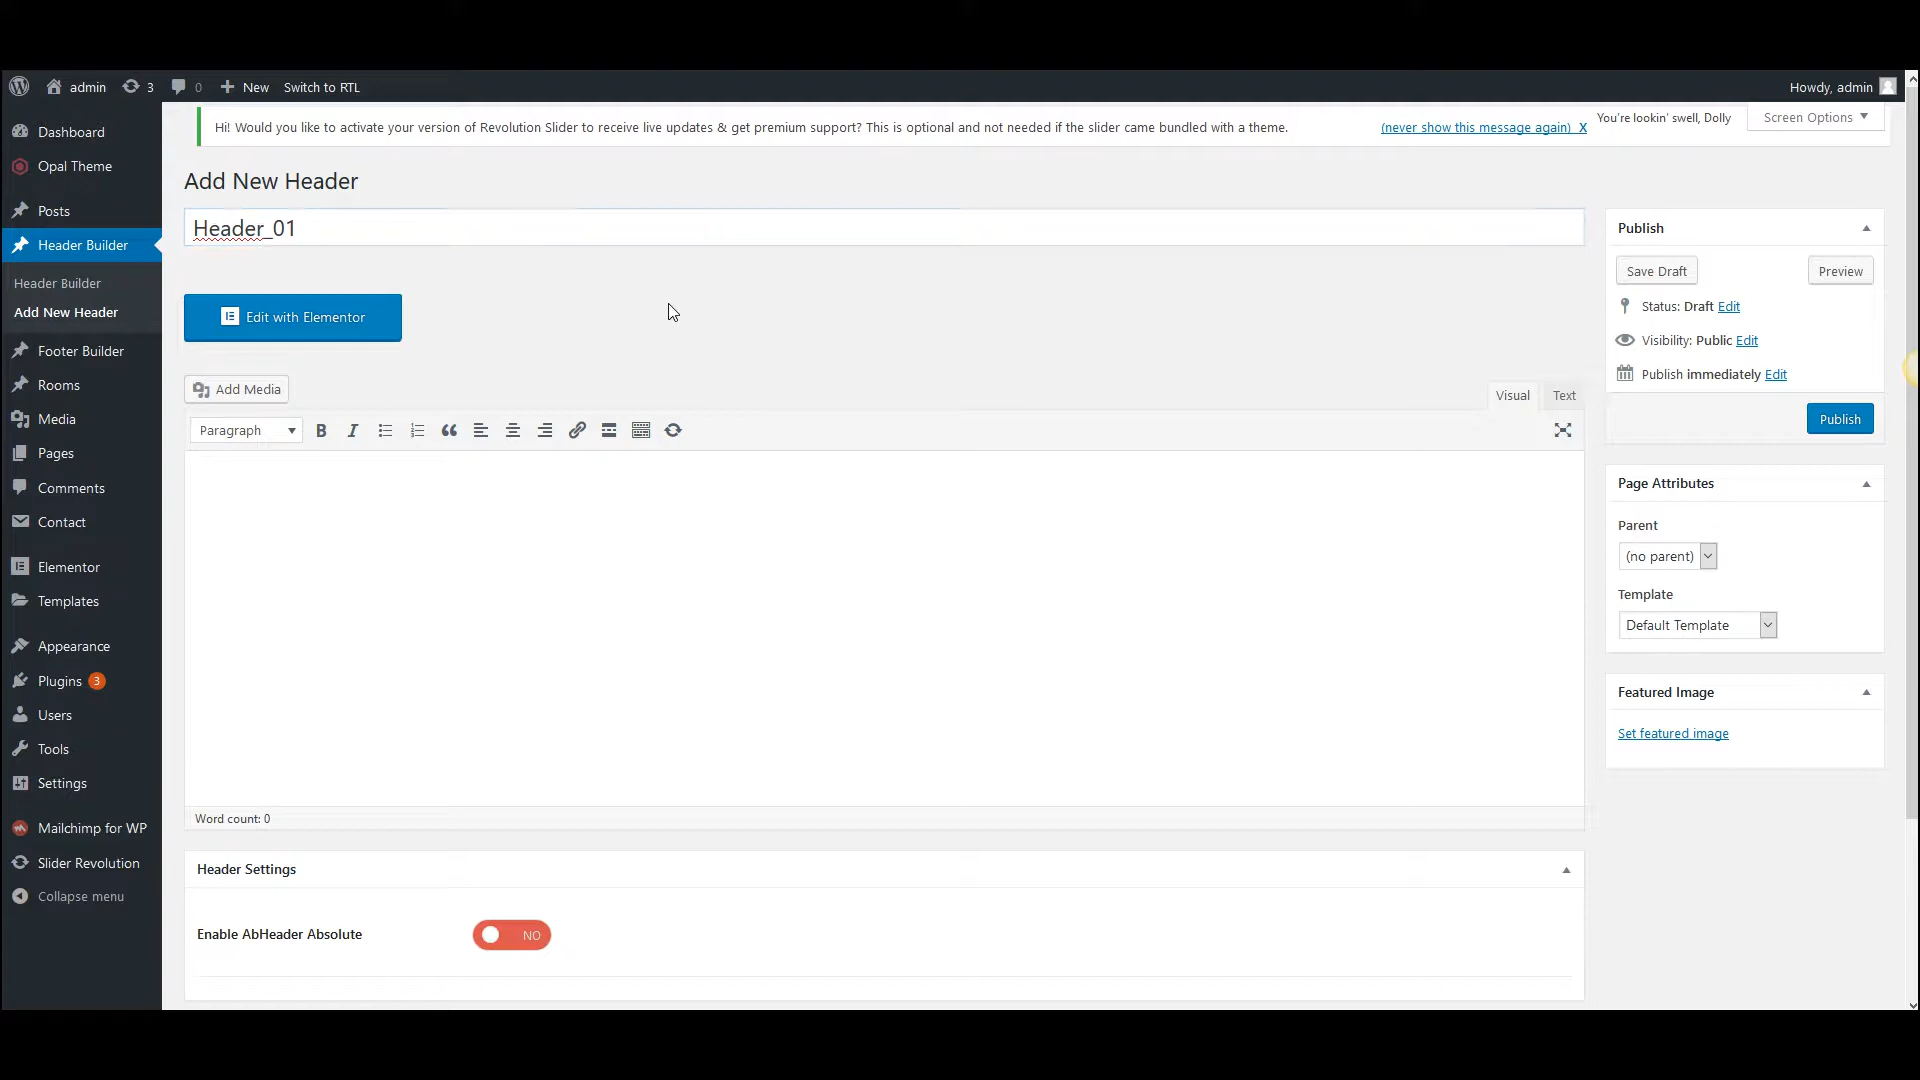 admin 3 0 New Switch to RTL Howdy, admin
Dashboard
Opal Theme
Posts
Header Builder
Header Builder
Add New Header
Footer Builder
Rooms
Media
Pages
Comments
Contact
Elementor
Templates
Appearance
Plugins 3
Users
Tools
Settings
Mailchimp for WP
Slider Revolution
Collapse menu
Hi! Would you like to activate your version of Revolution Slider to receive live updates & get premium support? This is optional and not needed if the slider came bundled with a theme. (never show this message again) X
You're lookin' swell, Dolly
Screen Options
Add New Header
Header_01
Edit with Elementor
Add Media
Visual Text
Paragraph
Word count: 0
Header Settings
Enable AbHeader Absolute NO
Publish
Save Draft Preview
Status: Draft Edit
Visibility: Public Edit
Publish immediately Edit
Publish
Page Attributes
Parent
(no parent)
Template
Default Template
Featured Image
Set featured image